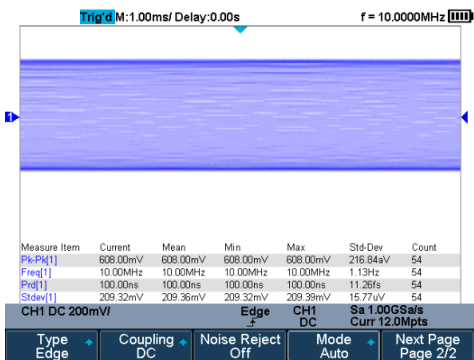 Trig'd M:1.00ms/ Delay:0.00s f = 10.0000MHz
1
Measure Item Current Mean Min Max Std-Dev Count
Pk-Pk[1] 608.00mV 608.00mV 608.00mV 608.00mV 216.84aV 54
Freq[1] 10.00MHz 10.00MHz 10.00MHz 10.00MHz 1.13Hz 54
Prd[1] 100.00ns 100.00ns 100.00ns 100.00ns 11.26fs 54
Stdev[1] 209.32mV 209.36mV 209.32mV 209.39mV 15.77uV 54
CH1 DC 200mV/ Edge CH1 Sa 1.00GSa/s
DC Curr 12.0Mpts
Type Coupling Noise Reject Mode Next Page
Edge DC Off Auto Page 2/2